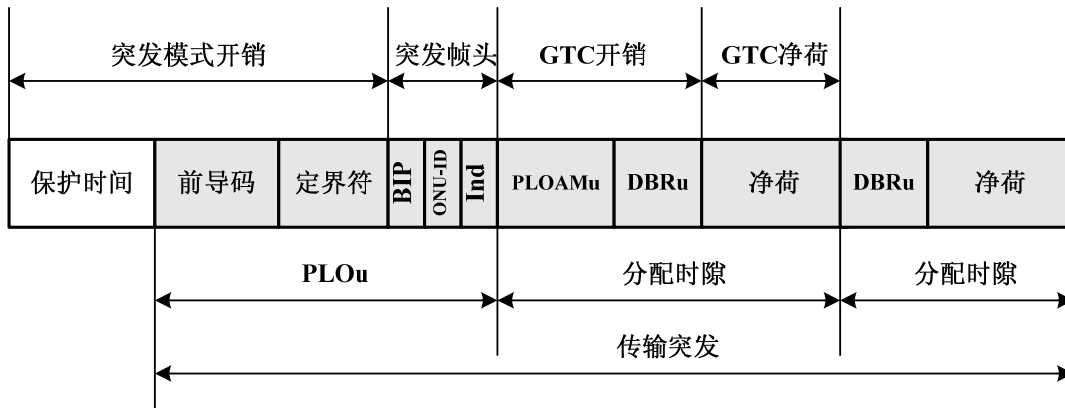 突发模式开销
突发帧头
GTC开销
GTC净荷
保护时间
前导码
定界符
BIP
ONU-ID
Ind
PLOAMu
DBRu
净荷
DBRu
净荷
PLOu
分配时隙
分配时隙
传输突发